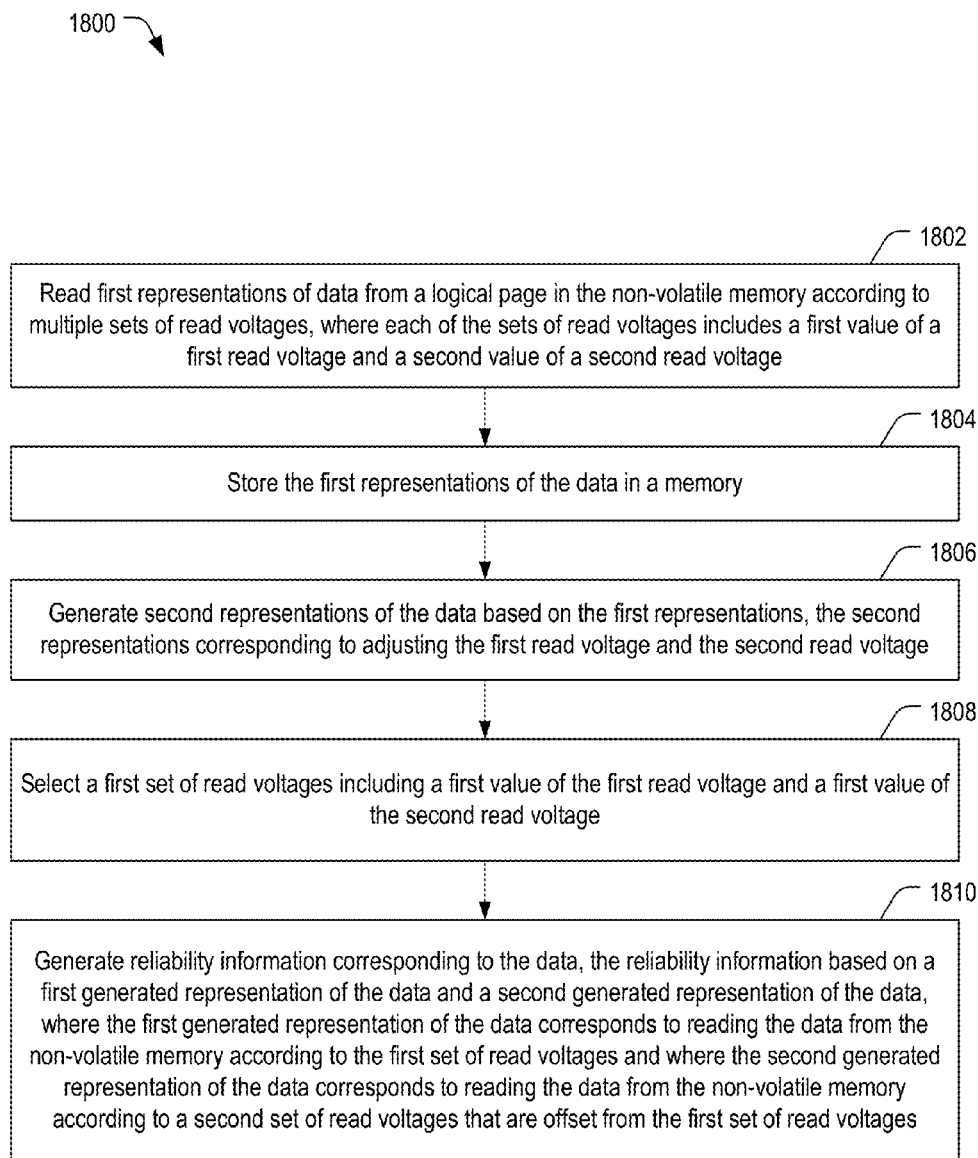 1800
1802
Read first representations of data from a logical page in the non-volatile memory according to
multiple sets of read voltages, where each of the sets of read voltages includes a first value of a
first read voltage and a second value of a second read voltage
1804
Store the first representations of the data in a memory
1806
Generate second representations of the data based on the first representations, the second
representations corresponding to adjusting the first read voltage and the second read voltage
1808
Select a first set of read voltages including a first value of the first read voltage and a first value of
the second read voltage
1810
Generate reliability information corresponding to the data, the reliability information based on a
first generated representation of the data and a second generated representation of the data,
where the first generated representation of the data corresponds to reading the data from the
non-volatile memory according to the first set of read voltages and where the second generated
representation of the data corresponds to reading the data from the non-volatile memory
according to a second set of read voltages that are offset from the first set of read voltages